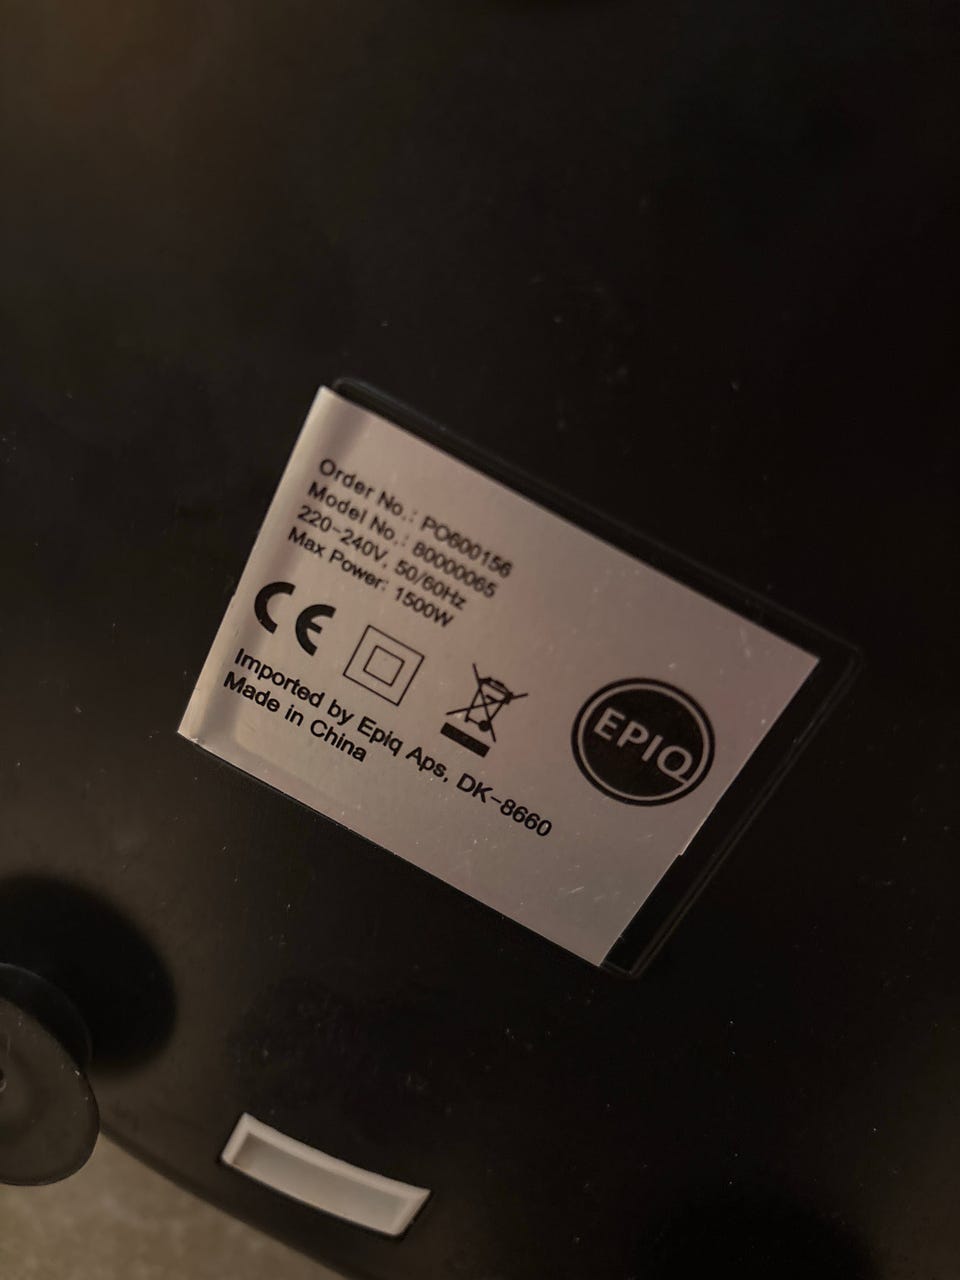 Order No.: PO600156
Model No.: 80000065
220-240V, 50/60Hz
Max Power: 1500W
CE
EPIQ
Imported by Epiq Aps, DK-8660
Made in China